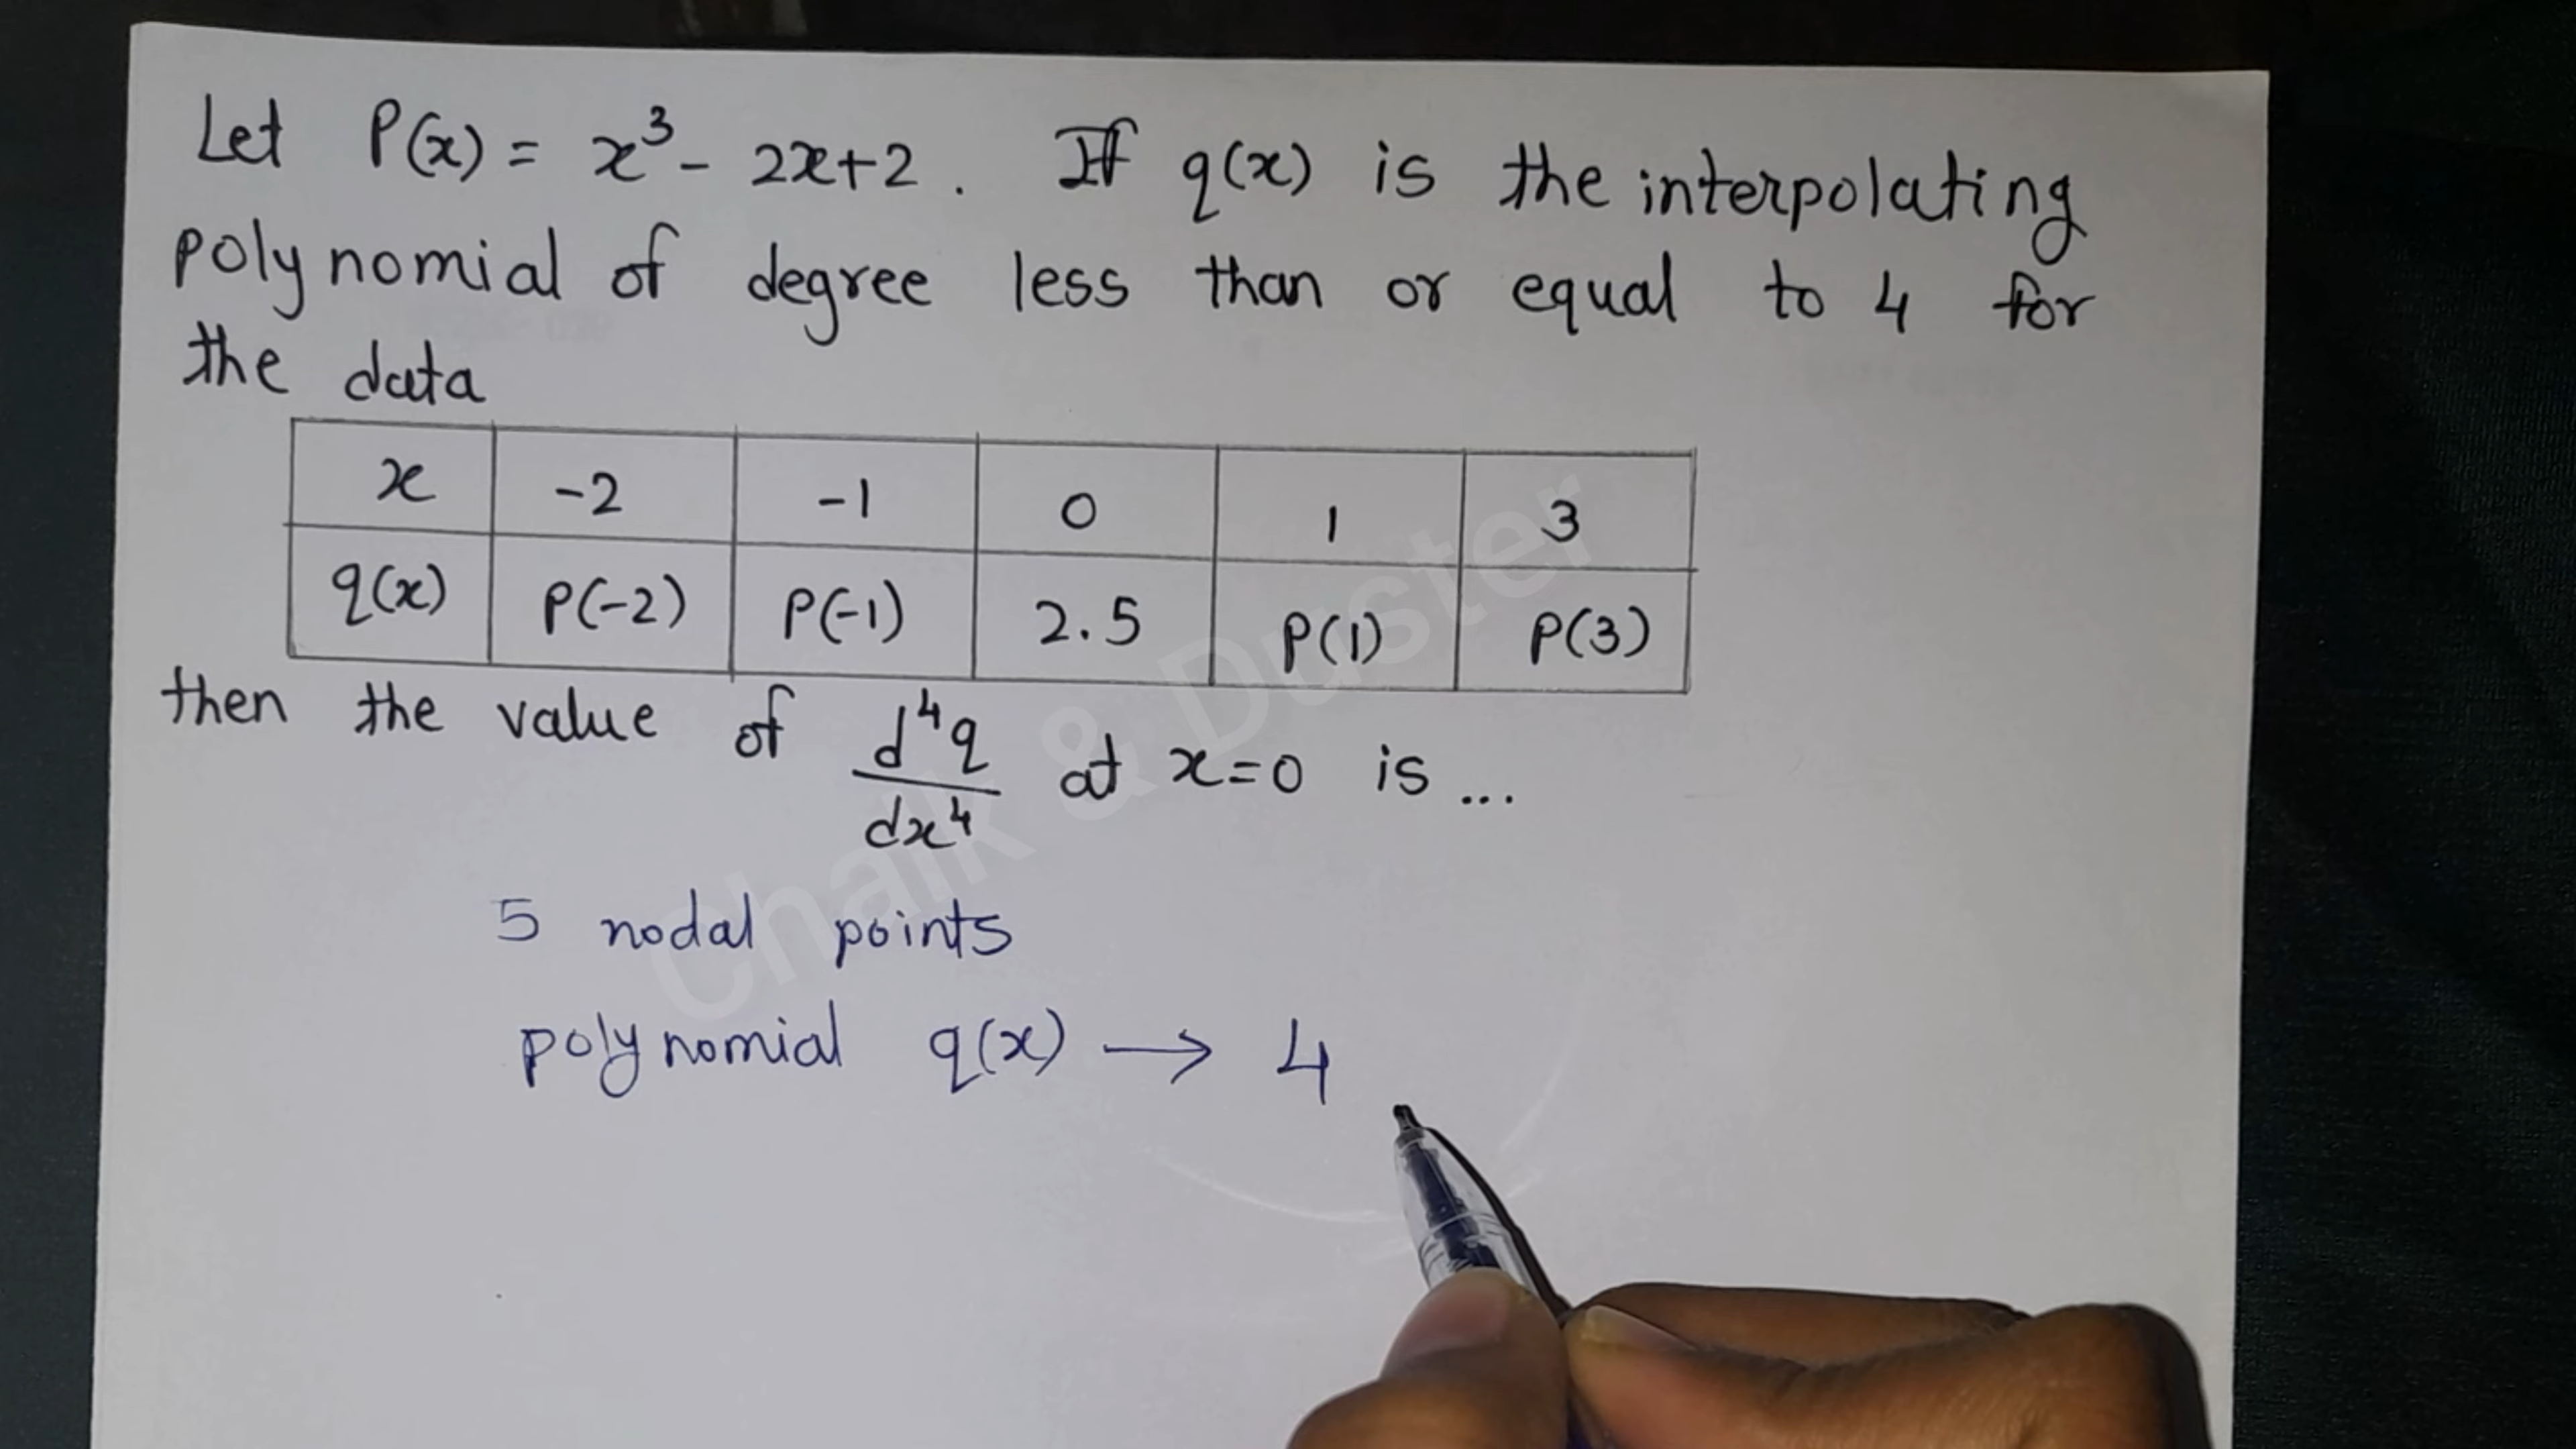 Let P(x) = x³ - 2x+2. If q(x) is the interpolating
polynomial of degree less than or equal to 4 for
the data
x -2 -1 0 1 3
q(x) P(-2) P(-1) 2.5 P(1) P(3)
then the value of d⁴q/dx⁴ at x=0 is ...
5 nodal points
polynomial q(x) → 4
Chalk & Duster